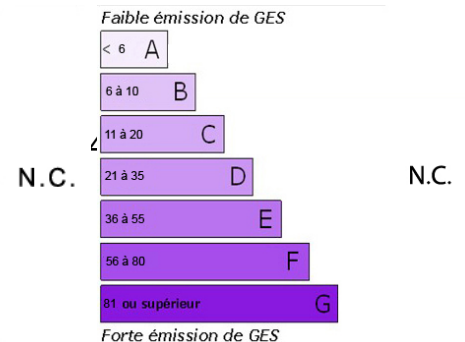 Faible émission de GES
< 6 A
6 à 10 B
11 à 20 C
N.C. 21 à 35 D N.C.
36 à 55 E
56 à 80 F
81 ou supérieur G
Forte émission de GES